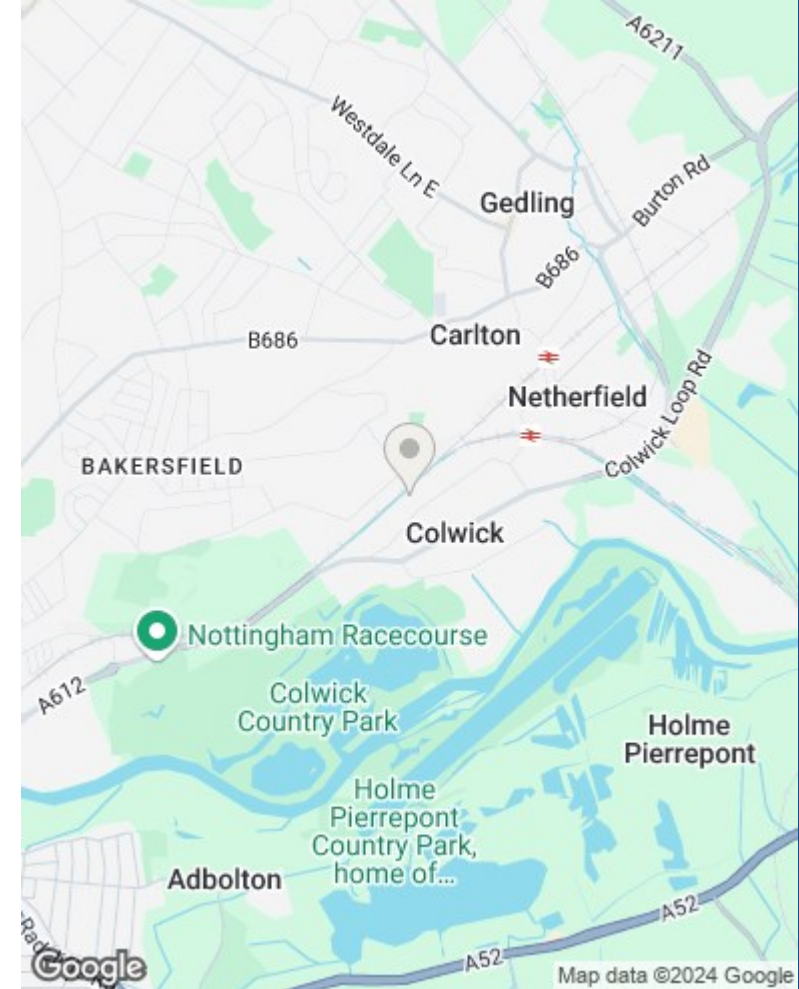 A6211
Westdale Ln E
Burton Rd
Gedling
B686
B686
Carlton
Netherfield
Colwick Loop Rd
BAKERSFIELD
Colwick
Nottingham Racecourse
A612
Colwick
Country Park
Holme
Pierrepont
Holme
Pierrepont
Country Park,
home of...
Adbolton
A52
A52
Google
Map data ©2024 Google